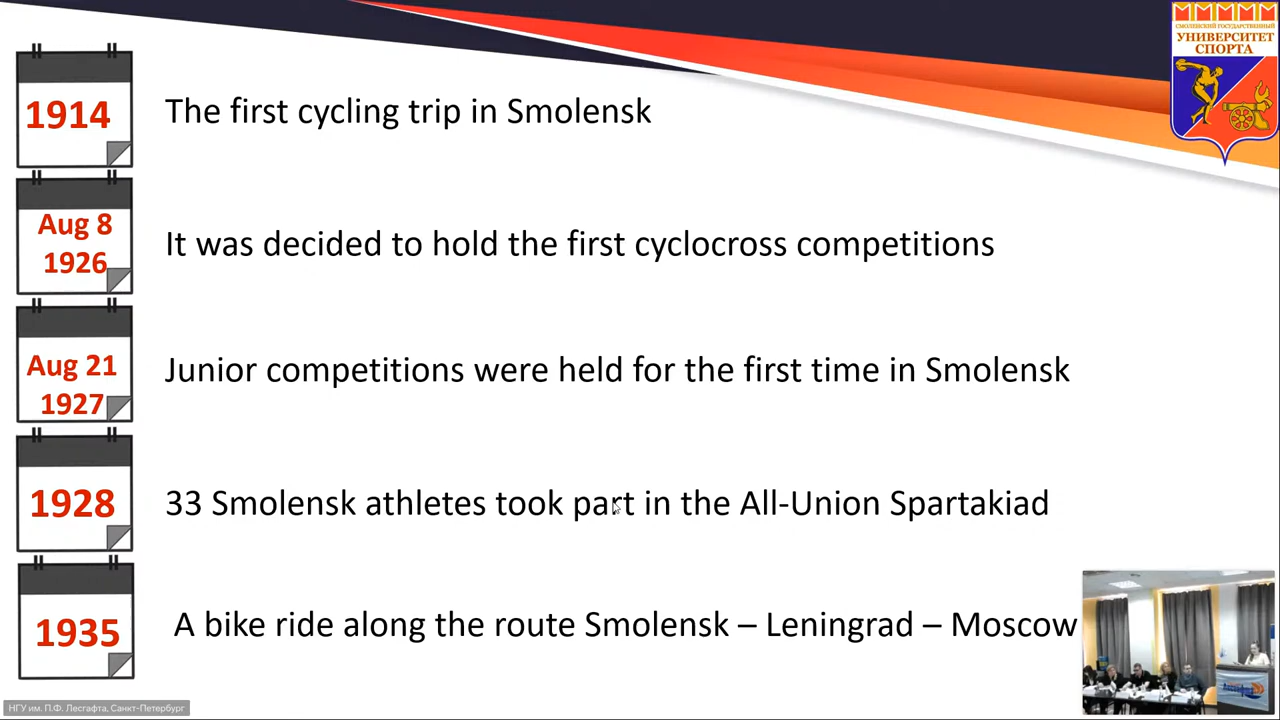 СМОЛЕНСКИЙ ГОСУДАРСТВЕННЫЙ
УНИВЕРСИТЕТ
СПОРТА
1914
The first cycling trip in Smolensk
Aug 8
1926
It was decided to hold the first cyclocross competitions
Aug 21
1927
Junior competitions were held for the first time in Smolensk
1928
33 Smolensk athletes took part in the All-Union Spartakiad
1935
A bike ride along the route Smolensk – Leningrad – Moscow
НГУ им. П.Ф. Лесгафта, Санкт-Петербург